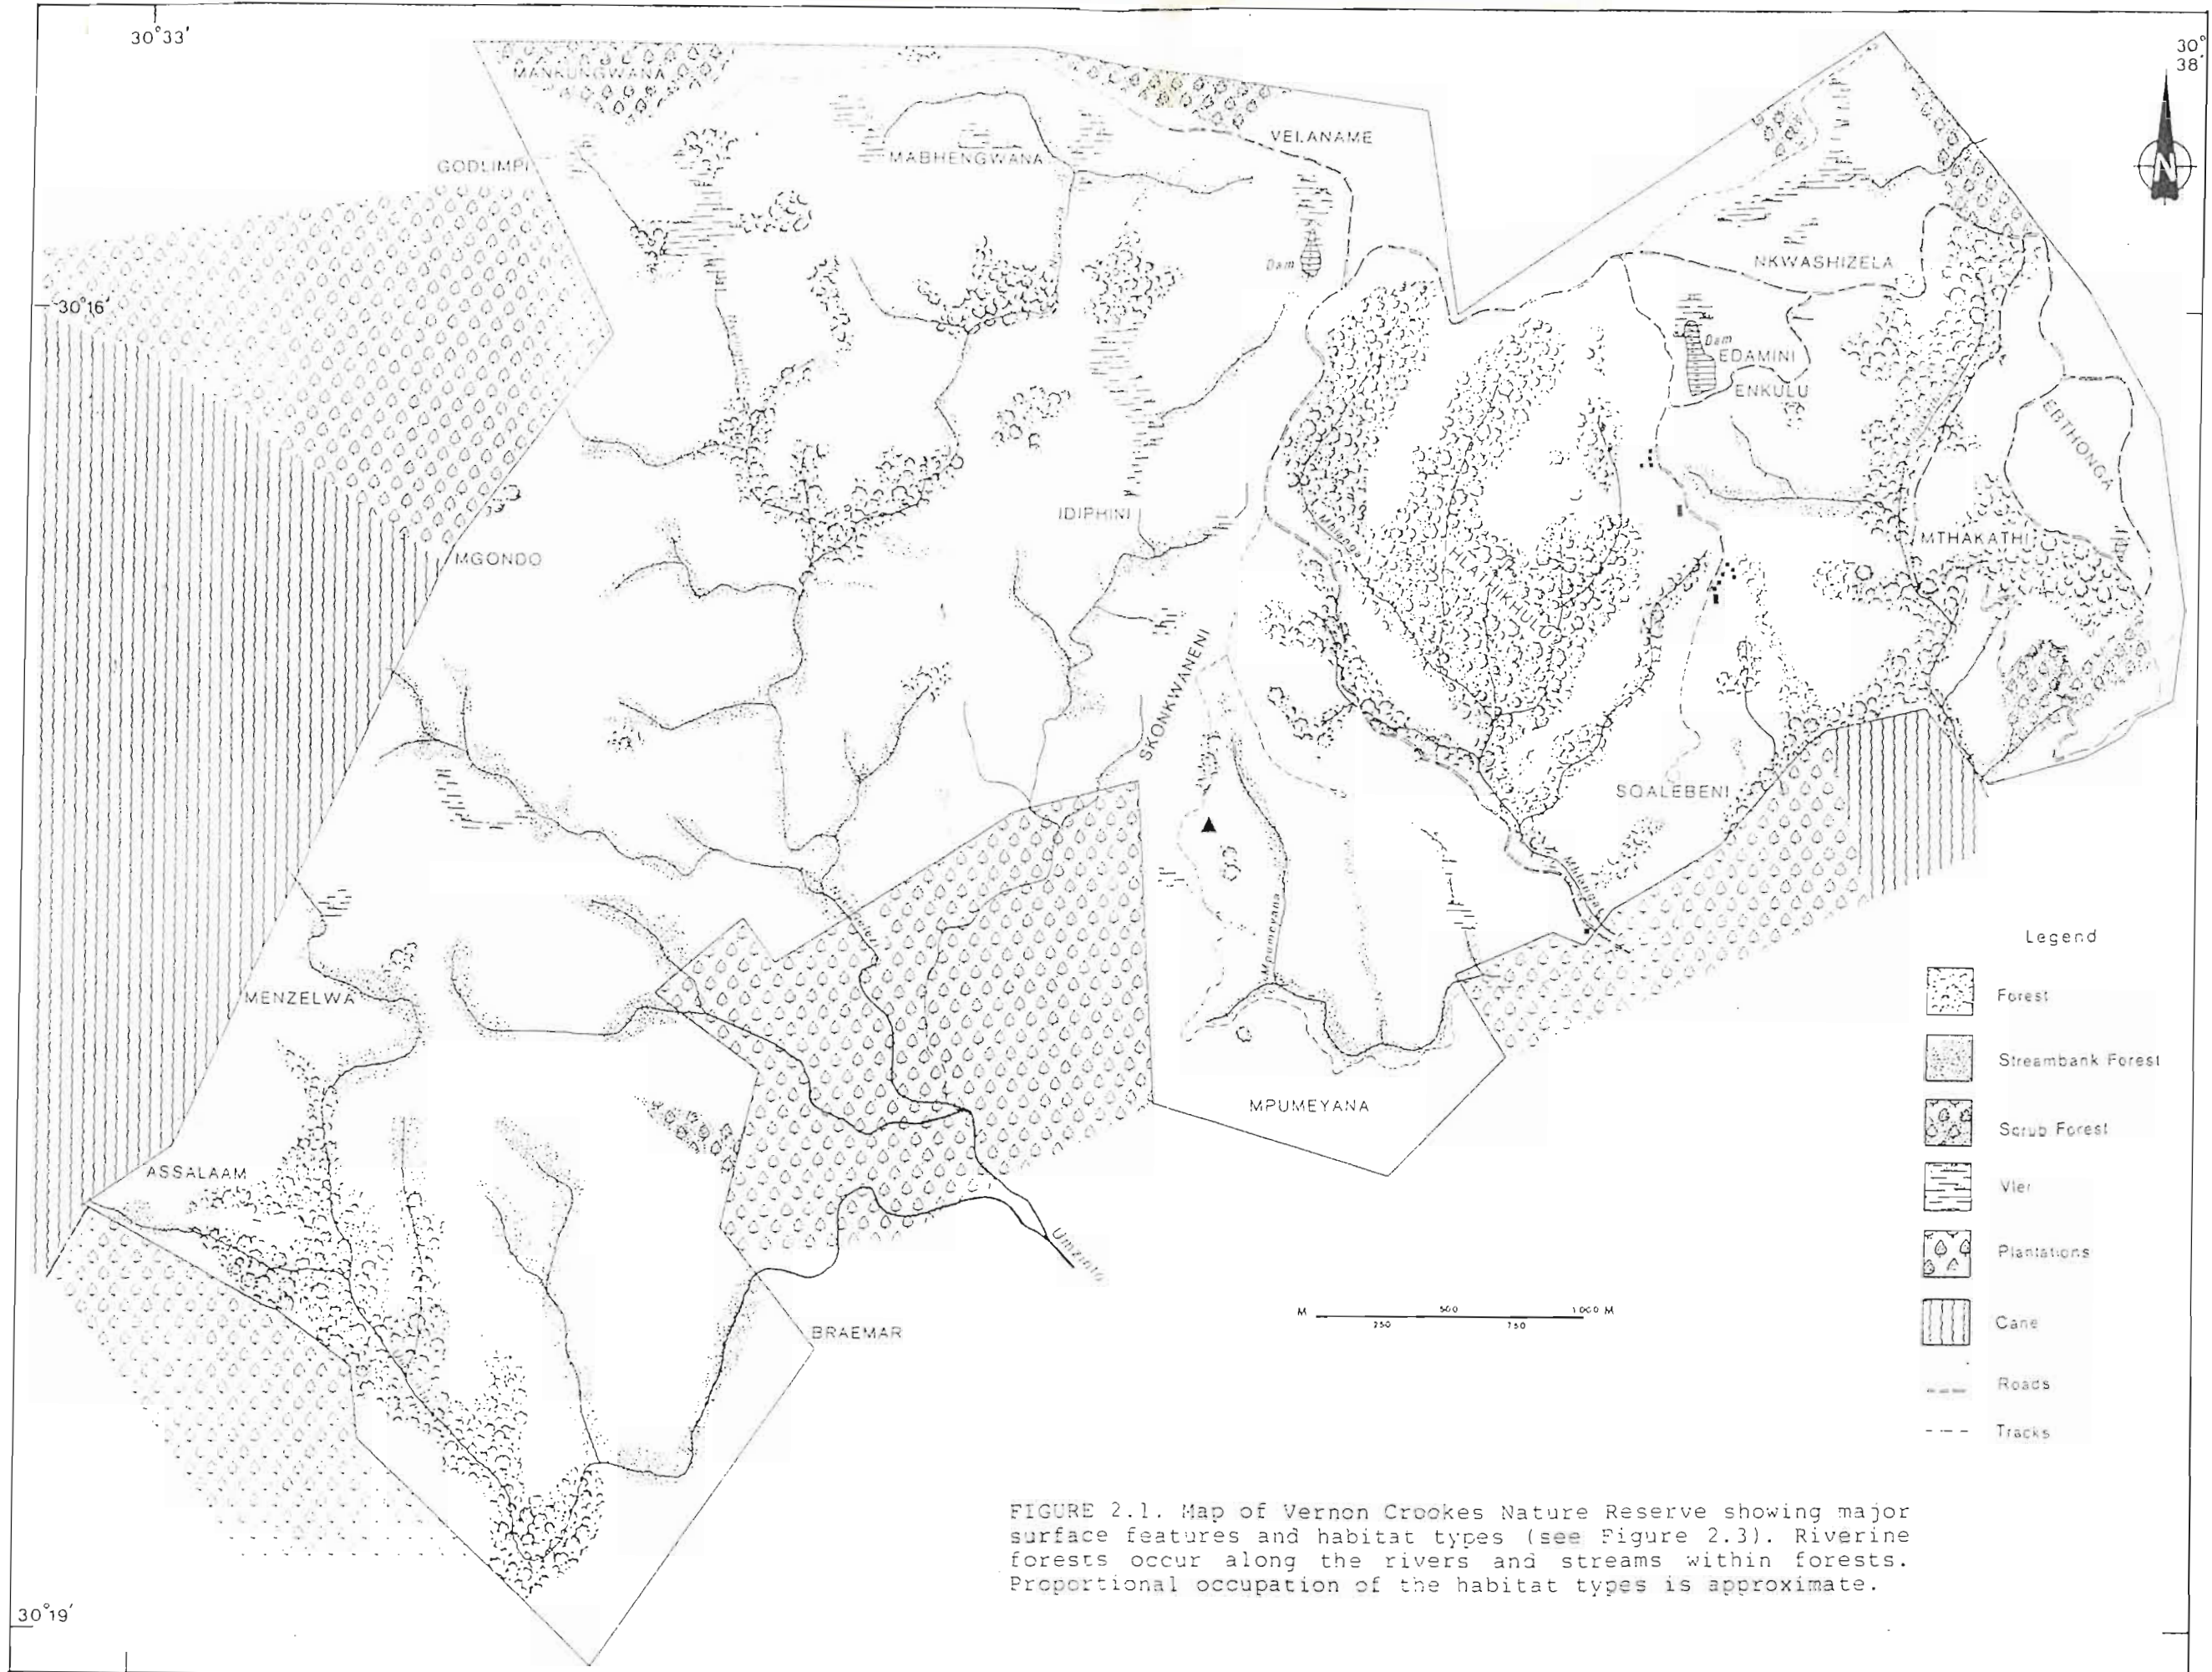 30°33'
30°
38'
MANKUNGWANA
N
VELANAME
GODLIMPI
MABHENGWANA
Dam
NKWASHIZELA
30°16'
Dam
EDAMINI
ENKULU
EBTHONGA
IDIPHINI
Mhlanga
MTHAKATHI
MGONDO
HLATHIKHULU
SKONKWANENI
SQALEBENI
Mhlanga
Mpumeyana
Legend
MENZELWA
Forest
Streambank Forest
MPUMEYANA
Scrub Forest
ASSALAAM
Vlei
Plantations
Umzinto
M 500 1000 M
250 750
BRAEMAR
Cane
Roads
Tracks
FIGURE 2.1. Map of Vernon Crookes Nature Reserve showing major
surface features and habitat types (see Figure 2.3). Riverine
forests occur along the rivers and streams within forests.
Proportional occupation of the habitat types is approximate.
30°19'